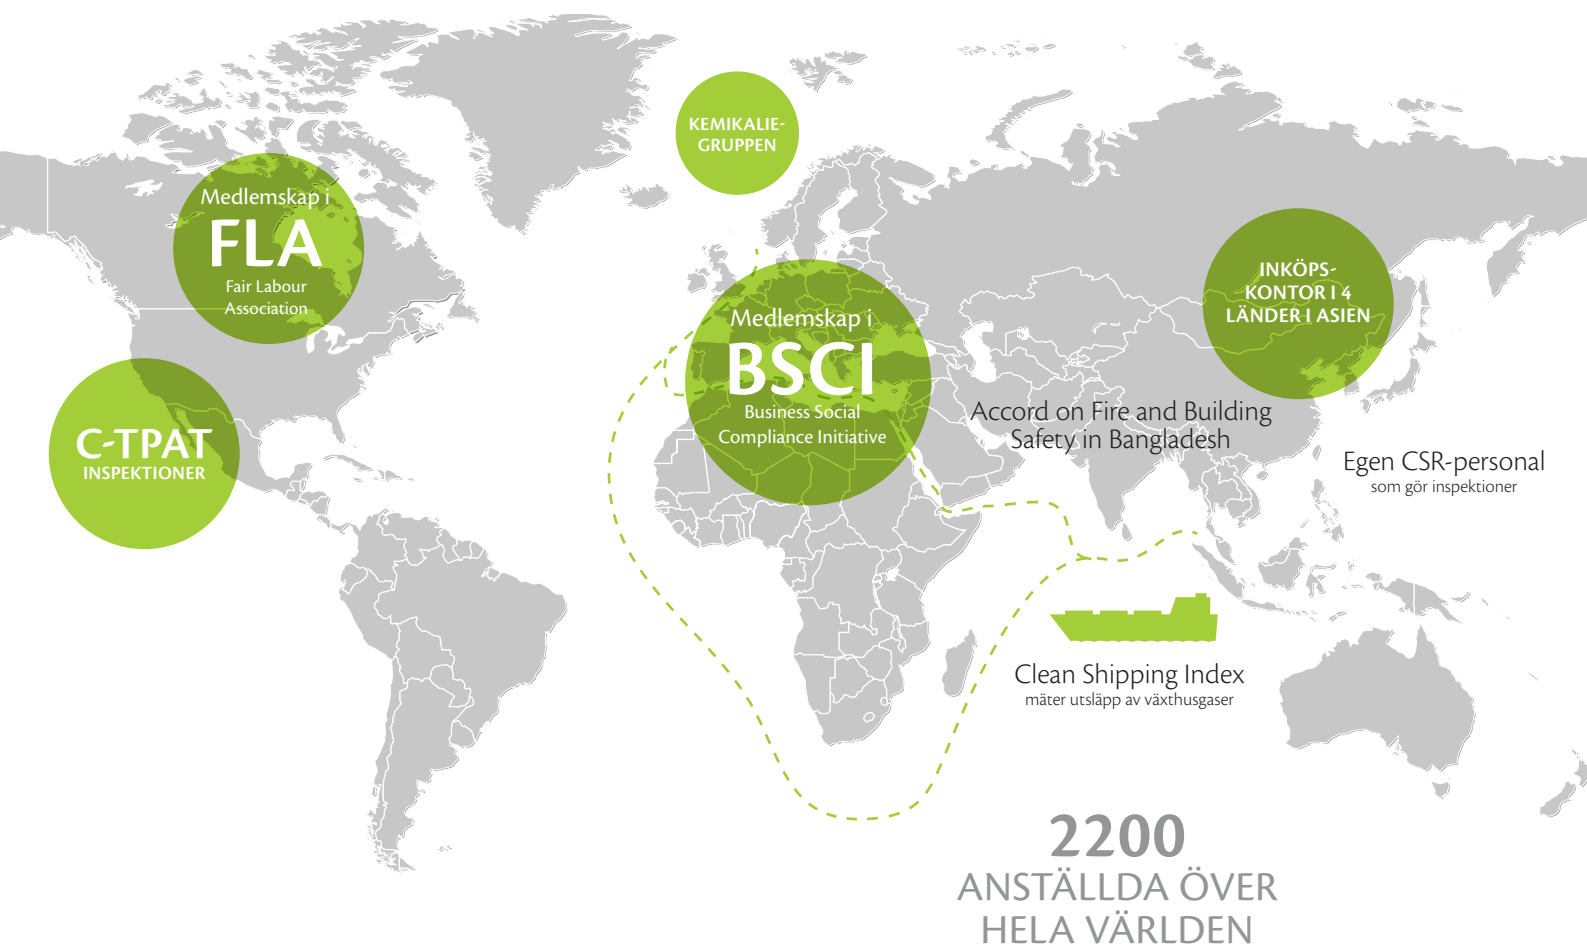 KEMIKALIE-
GRUPPEN
Medlemskap i
FLA
Fair Labour
Association
INKÖPS-
KONTOR I 4
LÄNDER I ASIEN
Medlemskap i
BSCI
Business Social
Compliance Initiative
C-TPAT
INSPEKTIONER
Accord on Fire and Building
Safety in Bangladesh
Egen CSR-personal
som gör inspektioner
Clean Shipping Index
mäter utsläpp av växthusgaser
2200
ANSTÄLLDA ÖVER
HELA VÄRLDEN